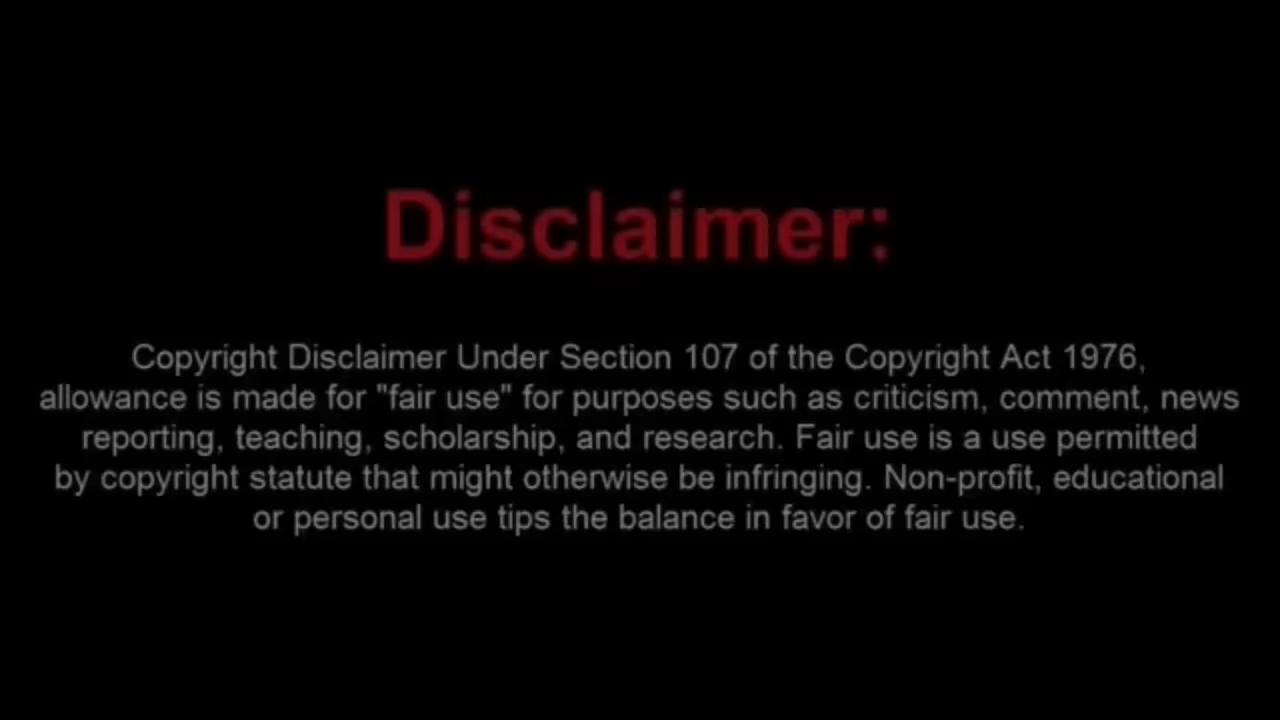 Disclaimer:
Copyright Disclaimer Under Section 107 of the Copyright Act 1976,
allowance is made for "fair use" for purposes such as criticism, comment, news
reporting, teaching, scholarship, and research. Fair use is a use permitted
by copyright statute that might otherwise be infringing. Non-profit, educational
or personal use tips the balance in favor of fair use.